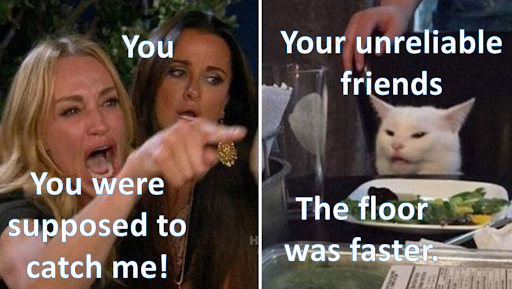 You
You were
supposed to
catch me!
Your unreliable
friends
The floor
was faster.